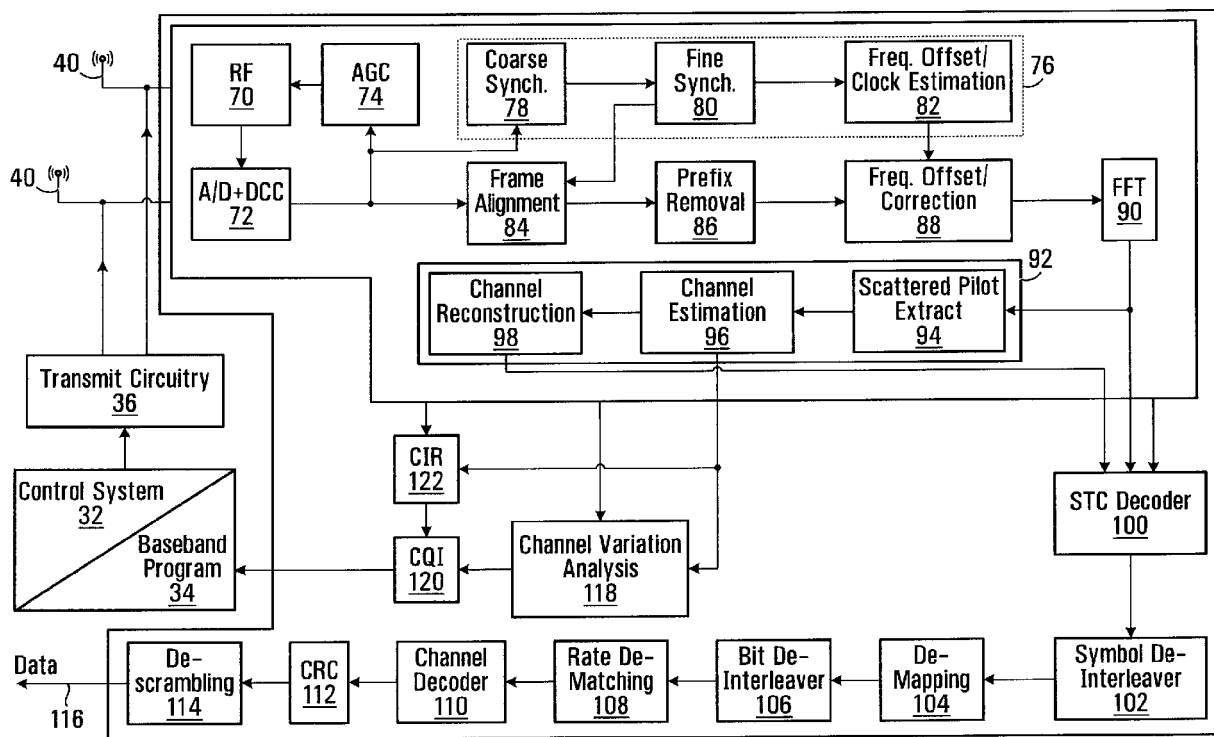 40
RF
70
AGC
74
Coarse
Synch.
78
Fine
Synch.
80
Freq. Offset/
Clock Estimation
82
76
40
A/D+DCC
72
Frame
Alignment
84
Prefix
Removal
86
Freq. Offset/
Correction
88
FFT
90
92
Channel
Reconstruction
98
Channel
Estimation
96
Scattered Pilot
Extract
94
Transmit Circuitry
36
Control System
32
Baseband
Program
34
CIR
122
CQI
120
Channel Variation
Analysis
118
STC Decoder
100
Data
116
De-
scrambling
114
CRC
112
Channel
Decoder
110
Rate De-
Matching
108
Bit De-
Interleaver
106
De-
Mapping
104
Symbol De-
Interleaver
102